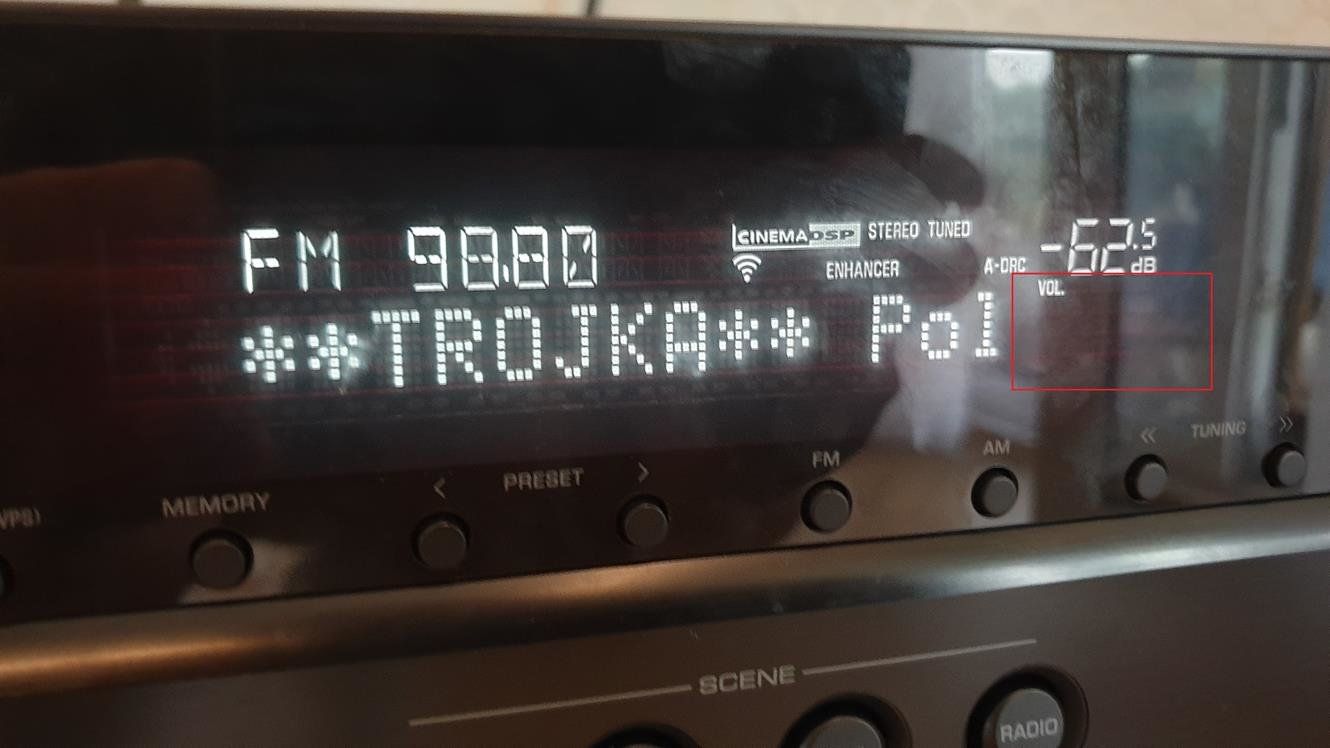 FM 98.80 CINEMA DSP STEREO TUNED -62.5 dB
ENHANCER A-DRC VOL.
**TROJKA** Pol
MEMORY < PRESET > FM AM << TUNING >>
SCENE
RADIO